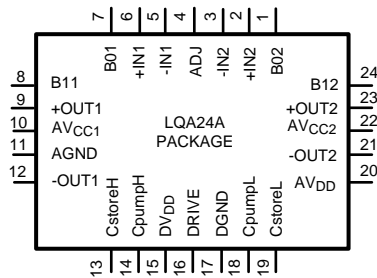 7 6 5 4 3 2 1
B01 +IN1 -IN1 ADJ -IN2 +IN2 B02
8 B11 B12 24
9 +OUT1 +OUT2 23
10 AVCC1 AVCC2 22
11 AGND -OUT2 21
12 -OUT1 AVDD 20
LQA24A
PACKAGE
CstoreH CpumpH DVDD DRIVE DGND CpumpL CstoreL
13 14 15 16 17 18 19